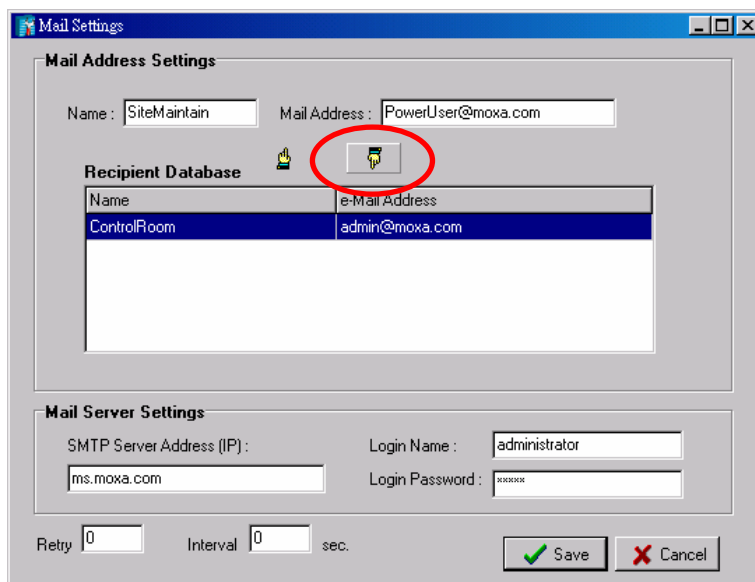 Mail Settings
Mail Address Settings
Name : SiteMaintain Mail Address : PowerUser@moxa.com
Recipient Database
Name e-Mail Address
ControlRoom admin@moxa.com
Mail Server Settings
SMTP Server Address (IP) : Login Name : administrator
ms.moxa.com Login Password : xxxxx
Retry 0 Interval 0 sec. Save Cancel